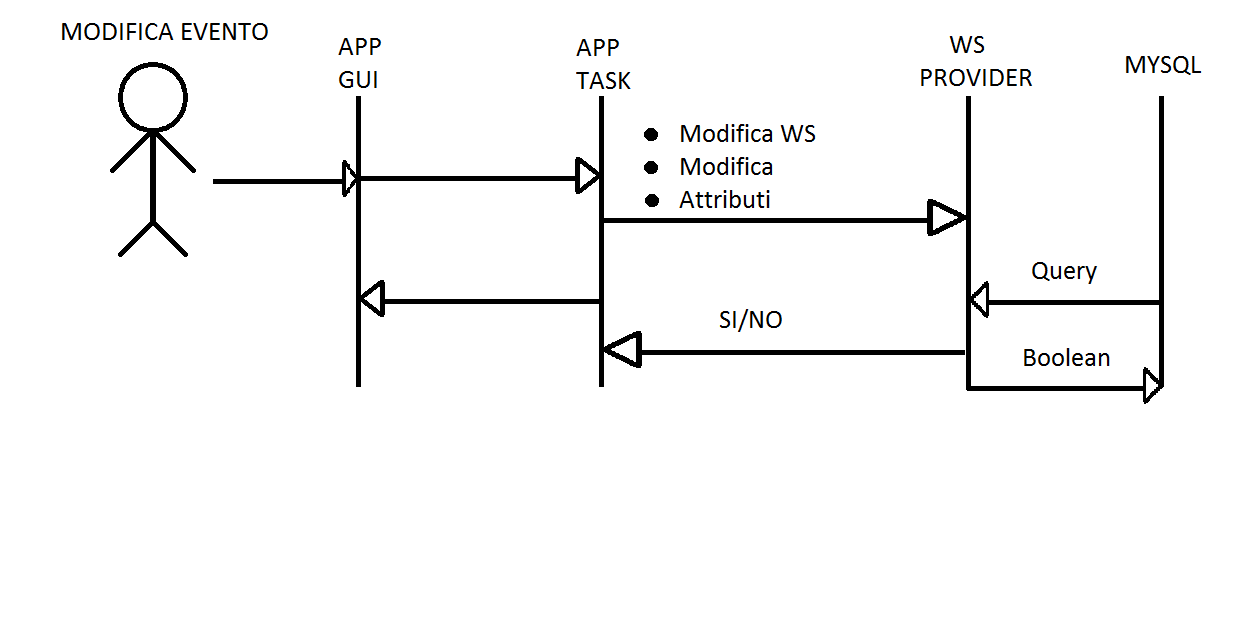 MODIFICA EVENTO
APP
GUI
APP
TASK
WS
PROVIDER
MYSQL
Modifica WS
Modifica
Attributi
Query
SI/NO
Boolean